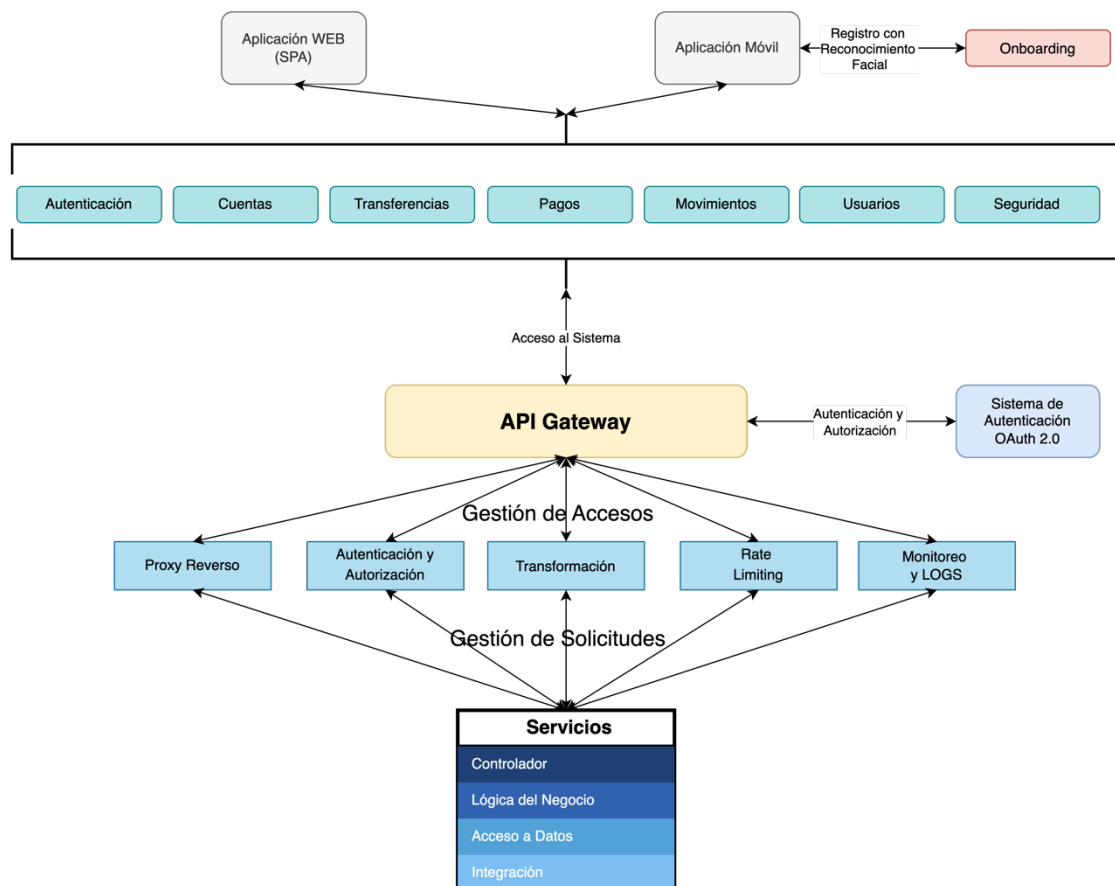 Aplicación WEB
(SPA)
Aplicación Móvil
Registro con
Reconocimiento
Facial
Onboarding
Autenticación
Cuentas
Transferencias
Pagos
Movimientos
Usuarios
Seguridad
Acceso al Sistema
API Gateway
Autenticación y
Autorización
Sistema de
Autenticación
OAuth 2.0
Gestión de Accesos
Proxy Reverso
Autenticación y
Autorización
Transformación
Rate
Limiting
Monitoreo
y LOGS
Gestión de Solicitudes
Servicios
Controlador
Lógica del Negocio
Acceso a Datos
Integración